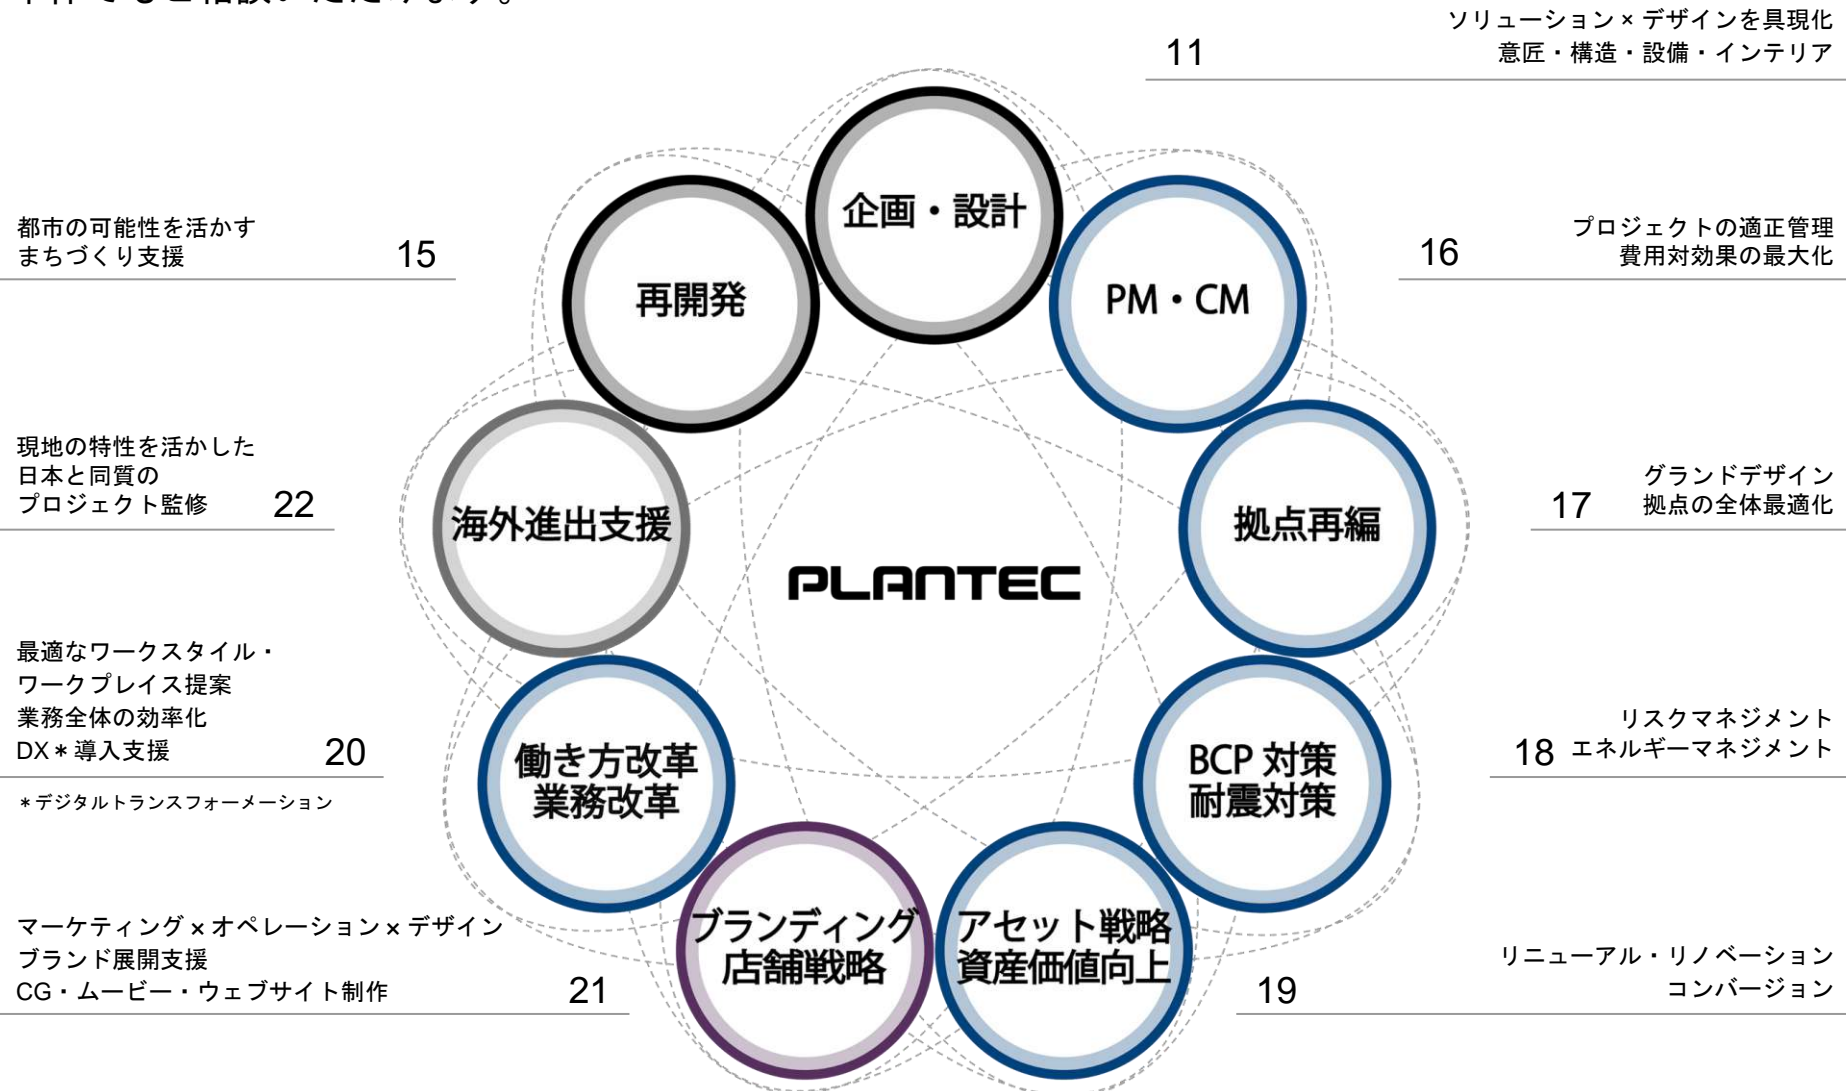 ご相談いただけます。
11
ソリューション×デザインを具現化
意匠・構造・設備・インテリア
企画・設計
都市の可能性を活かす
まちづくり支援
15
再開発
PM・CM
16
プロジェクトの適正管理
費用対効果の最大化
現地の特性を活かした
日本と同質の
プロジェクト監修
22
海外進出支援
拠点再編
17
グランドデザイン
拠点の全体最適化
PLANTEC
最適なワークスタイル・
ワークプレイス提案
業務全体の効率化
DX＊導入支援
20
＊デジタルトランスフォーメーション
働き方改革
業務改革
BCP 対策
耐震対策
18
リスクマネジメント
エネルギーマネジメント
マーケティング×オペレーション×デザイン
ブランド展開支援
CG・ムービー・ウェブサイト制作
21
ブランディング
店舗戦略
アセット戦略
資産価値向上
19
リニューアル・リノベーション
コンバージョン